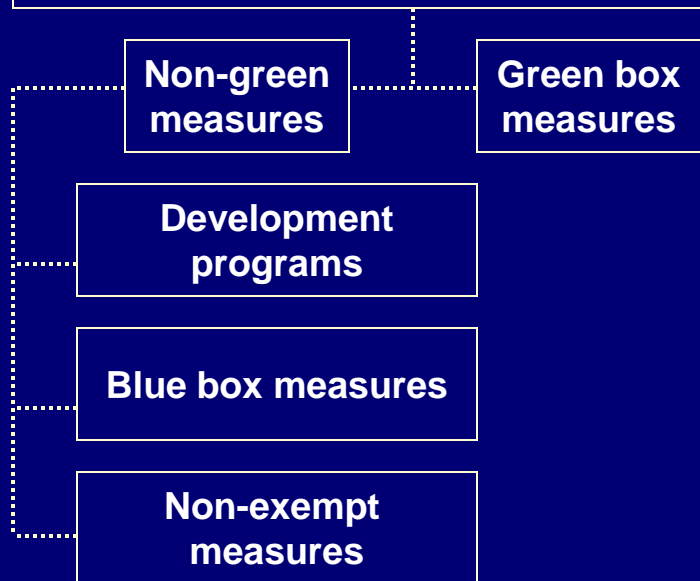 Non-green
measures
Green box
measures
Development
programs
Blue box measures
Non-exempt
measures